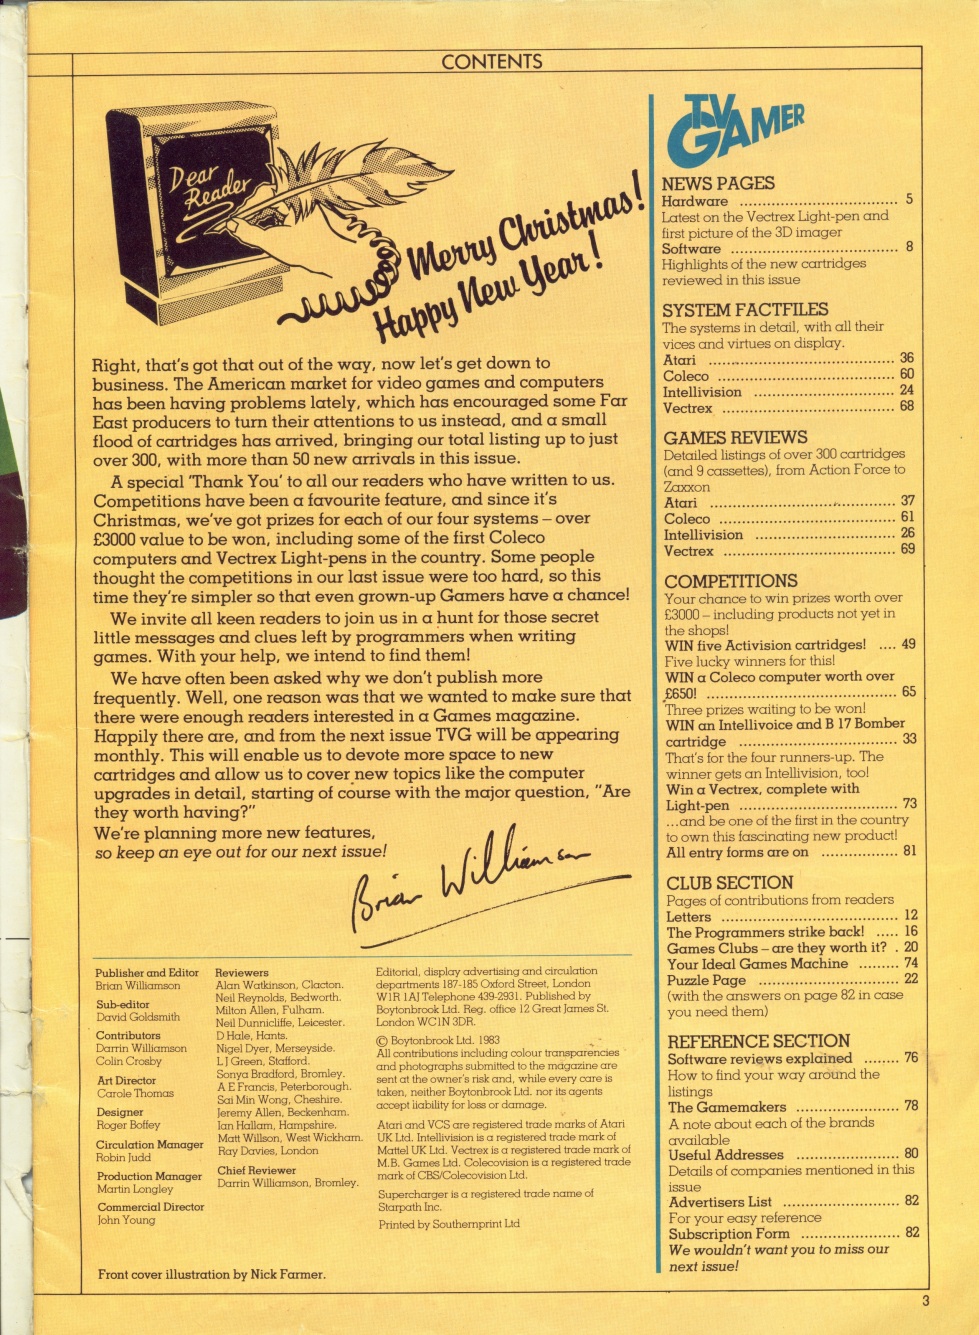 CONTENTS
Dear
Reader
Merry Christmas!
Happy New Year!
Right, that's got that out of the way, now let's get down to
business. The American market for video games and computers
has been having problems lately, which has encouraged some Far
East producers to turn their attentions to us instead, and a small
flood of cartridges has arrived, bringing our total listing up to just
over 300, with more than 50 new arrivals in this issue.
A special 'Thank You' to all our readers who have written to us.
Competitions have been a favourite feature, and since it's
Christmas, we've got prizes for each of our four systems – over
£3000 value to be won, including some of the first Coleco
computers and Vectrex Light-pens in the country. Some people
thought the competitions in our last issue were too hard, so this
time they're simpler so that even grown-up Gamers have a chance!
We invite all keen readers to join us in a hunt for those secret
little messages and clues left by programmers when writing
games. With your help, we intend to find them!
We have often been asked why we don't publish more
frequently. Well, one reason was that we wanted to make sure that
there were enough readers interested in a Games magazine.
Happily there are, and from the next issue TVG will be appearing
monthly. This will enable us to devote more space to new
cartridges and allow us to cover new topics like the computer
upgrades in detail, starting of course with the major question, "Are
they worth having?"
We're planning more new features,
so keep an eye out for our next issue!
Brian Williamson
Publisher and Editor
Brian Williamson
Sub-editor
David Goldsmith
Contributors
Darrin Williamson
Colin Crosby
Art Director
Carole Thomas
Designer
Roger Boffey
Circulation Manager
Robin Judd
Production Manager
Martin Longley
Commercial Director
John Young
Reviewers
Alan Watkinson, Clacton.
Neil Reynolds, Bedworth.
Milton Allen, Fulham.
Neil Dunnicliffe, Leicester.
D Hale, Hants.
Nigel Dyer, Merseyside.
L J Green, Stafford.
Sonya Bradford, Bromley.
A E Francis, Peterborough.
Sai Min Wong, Cheshire.
Jeremy Allen, Beckenham.
Ian Hallam, Hampshire.
Matt Willson, West Wickham.
Ray Davies, London
Chief Reviewer
Darrin Williamson, Bromley.
Editorial, display advertising and circulation
departments 187-185 Oxford Street, London
W1R 1AJ Telephone 439-2931. Published by
Boytonbrook Ltd. Reg. office 12 Great James St.
London WC1N 3DR.
© Boytonbrook Ltd. 1983
All contributions including colour transparencies
and photographs submitted to the magazine are
sent at the owner's risk and, while every care is
taken, neither Boytonbrook Ltd. nor its agents
accept liability for loss or damage.
Atari and VCS are registered trade marks of Atari
UK Ltd. Intellivision is a registered trade mark of
Mattel UK Ltd. Vectrex is a registered trade mark of
M.B. Games Ltd. Colecovision is a registered trade
mark of CBS/Colecovision Ltd.
Supercharger is a registered trade name of
Starpath Inc.
Printed by Southernprint Ltd
Front cover illustration by Nick Farmer.
TV
GAMER
NEWS PAGES
Hardware ................................ 5
Latest on the Vectrex Light-pen and
first picture of the 3D imager
Software ................................ 8
Highlights of the new cartridges
reviewed in this issue
SYSTEM FACTFILES
The systems in detail, with all their
vices and virtues on display.
Atari ................................ 36
Coleco ................................ 60
Intellivision ........................ 24
Vectrex ................................ 68
GAMES REVIEWS
Detailed listings of over 300 cartridges
(and 9 cassettes), from Action Force to
Zaxxon
Atari ................................ 37
Coleco ................................ 61
Intellivision ........................ 26
Vectrex ................................ 69
COMPETITIONS
Your chance to win prizes worth over
£3000 – including products not yet in
the shops!
WIN five Activision cartridges! .... 49
Five lucky winners for this!
WIN a Coleco computer worth over
£650! ................................ 65
Three prizes waiting to be won!
WIN an Intellivoice and B 17 Bomber
cartridge ............................ 33
That's for the four runners-up. The
winner gets an Intellivision, too!
Win a Vectrex, complete with
Light-pen ............................ 73
...and be one of the first in the country
to own this fascinating new product!
All entry forms are on .............. 81
CLUB SECTION
Pages of contributions from readers
Letters ................................ 12
The Programmers strike back! ..... 16
Games Clubs – are they worth it? . 20
Your Ideal Games Machine ......... 74
Puzzle Page ........................ 22
(with the answers on page 82 in case
you need them)
REFERENCE SECTION
Software reviews explained ........ 76
How to find your way around the
listings
The Gamemakers .................. 78
A note about each of the brands
available
Useful Addresses .................. 80
Details of companies mentioned in this
issue
Advertisers List ...................... 82
For your easy reference
Subscription Form .................. 82
We wouldn't want you to miss our
next issue!
3